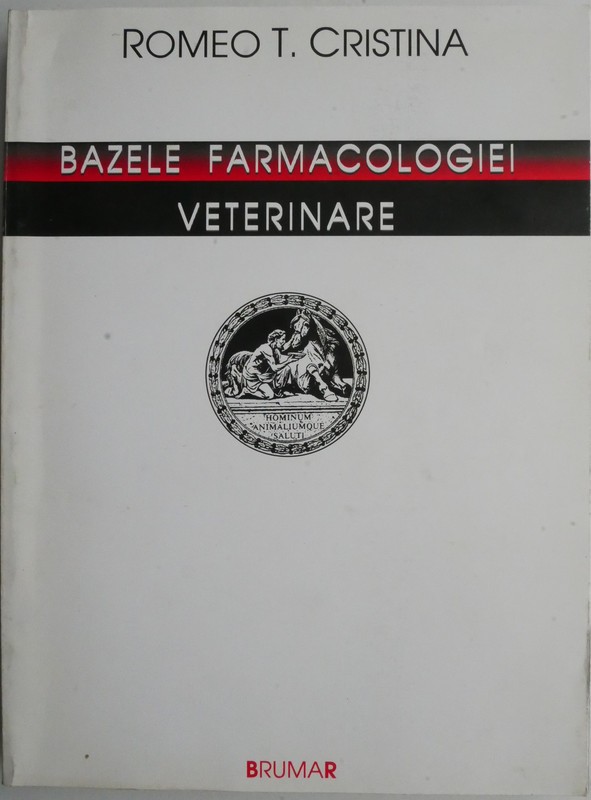 ROMEO T. CRISTINA
BAZELE FARMACOLOGIEI
VETERINARE
HOMINUM
ANIMALIUMQUE
SALUTI
BRUMAR